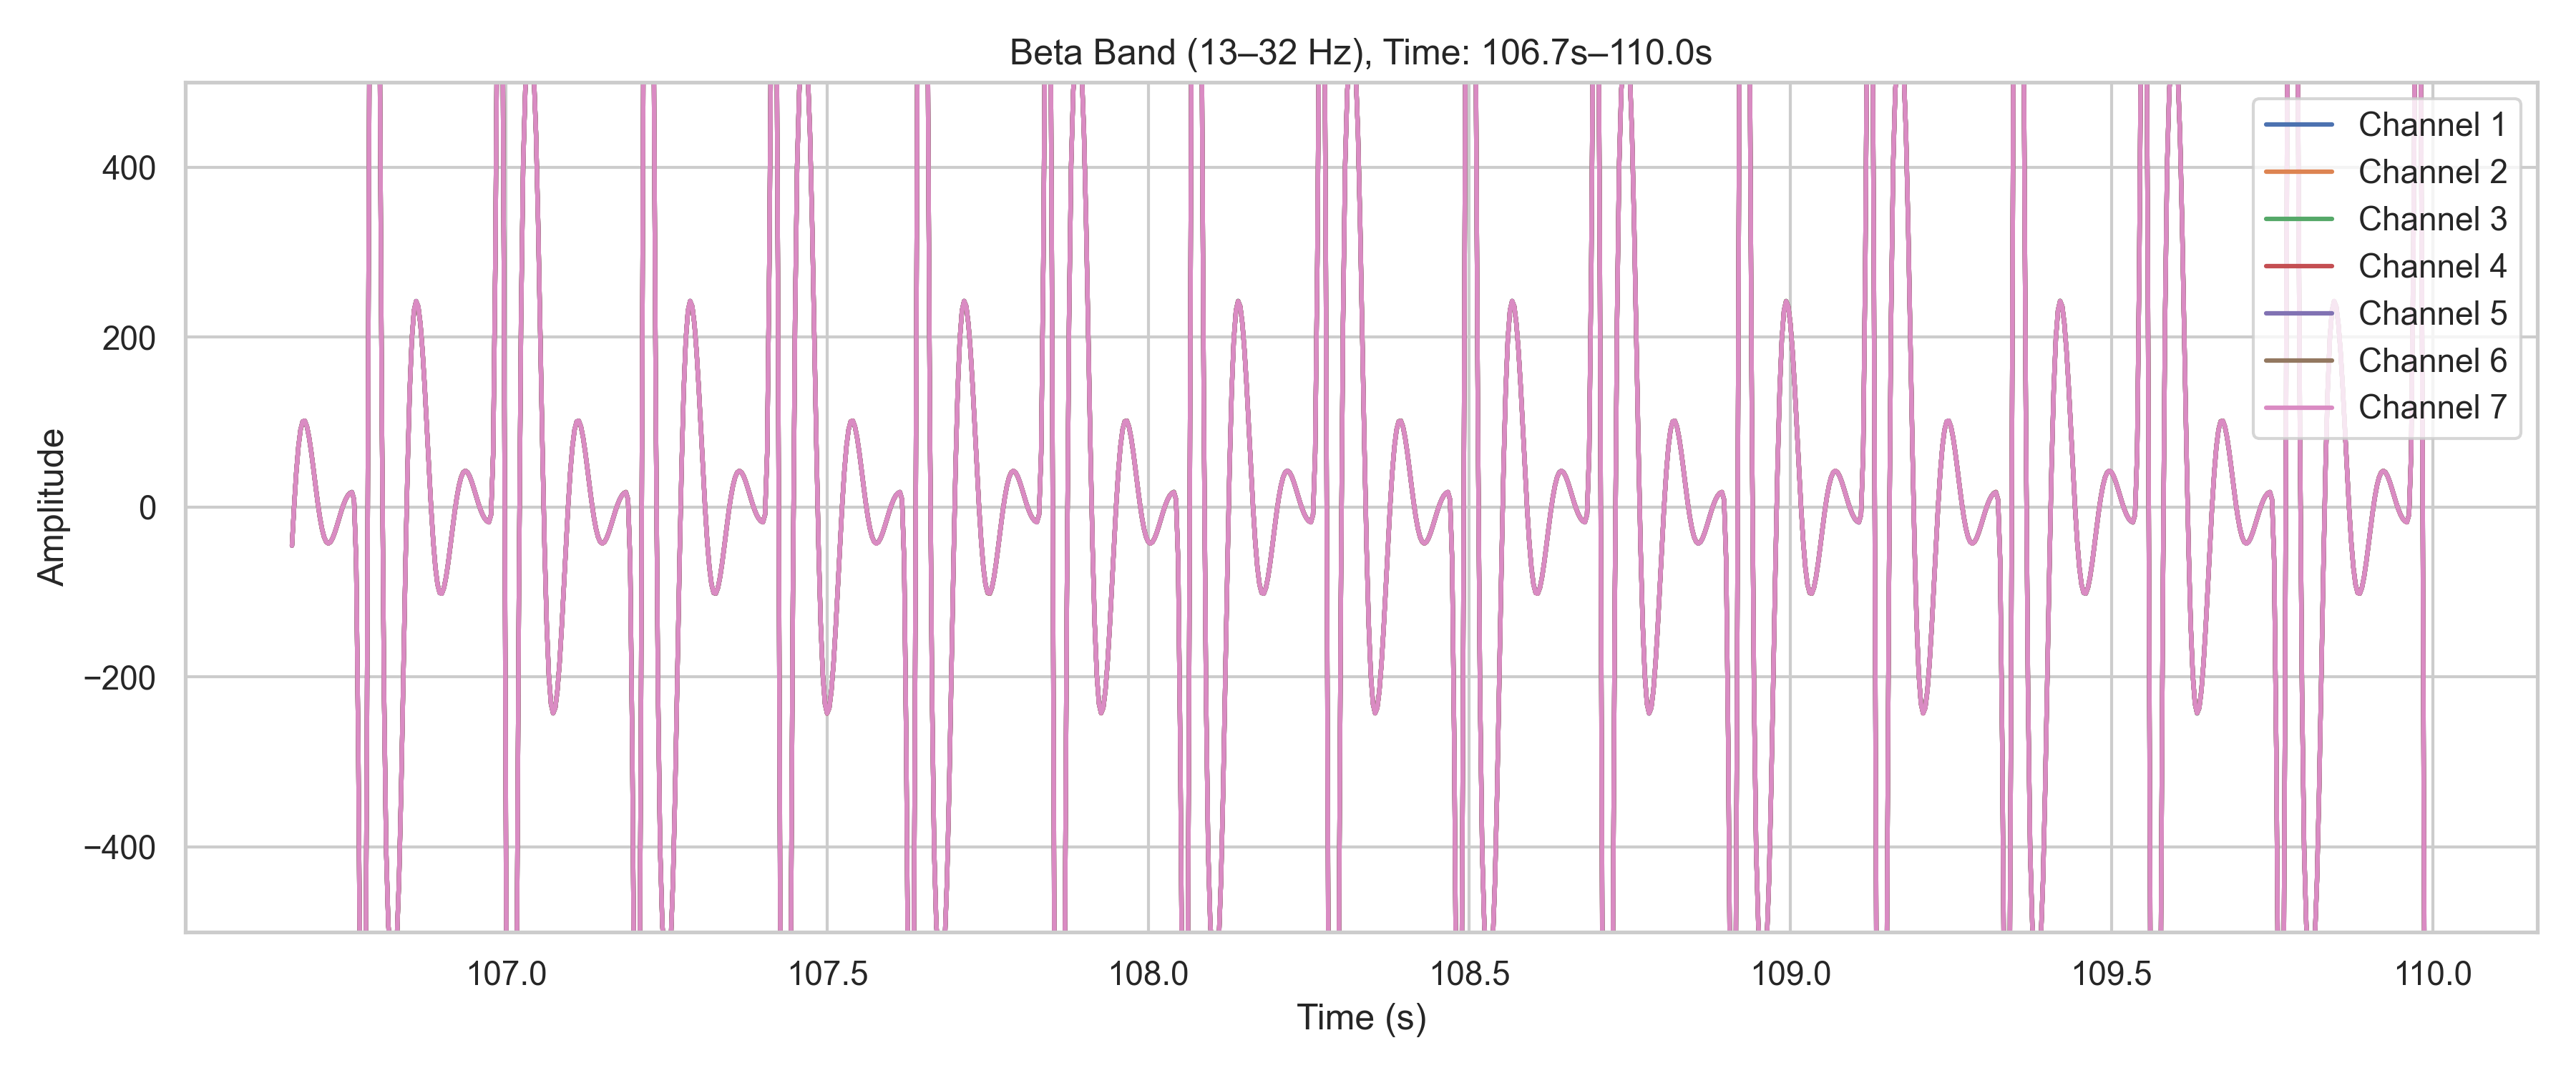 Beta Band (13–32 Hz), Time: 106.7s–110.0s
Amplitude
400
200
0
−200
−400
107.0 107.5 108.0 108.5 109.0 109.5 110.0
Time (s)
Channel 1
Channel 2
Channel 3
Channel 4
Channel 5
Channel 6
Channel 7